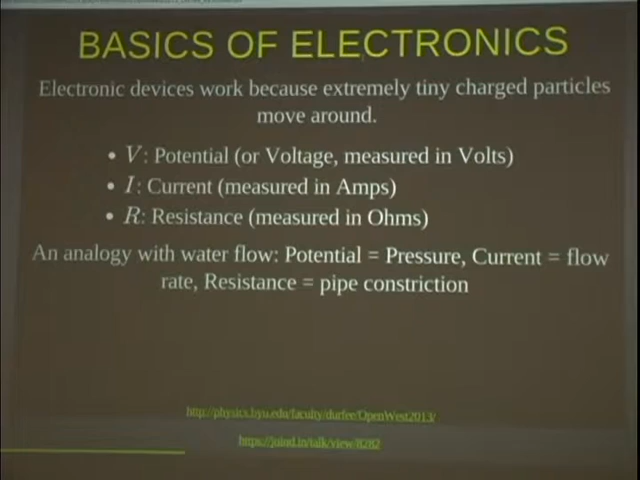 BASICS OF ELECTRONICS
Electronic devices work because extremely tiny charged particles
move around.
• V: Potential (or Voltage, measured in Volts)
• I: Current (measured in Amps)
• R: Resistance (measured in Ohms)
An analogy with water flow: Potential = Pressure, Current = flow
rate, Resistance = pipe constriction
http://physics.byu.edu/faculty/durfee/OpenWest2013/
https://joind.in/talk/view/8282